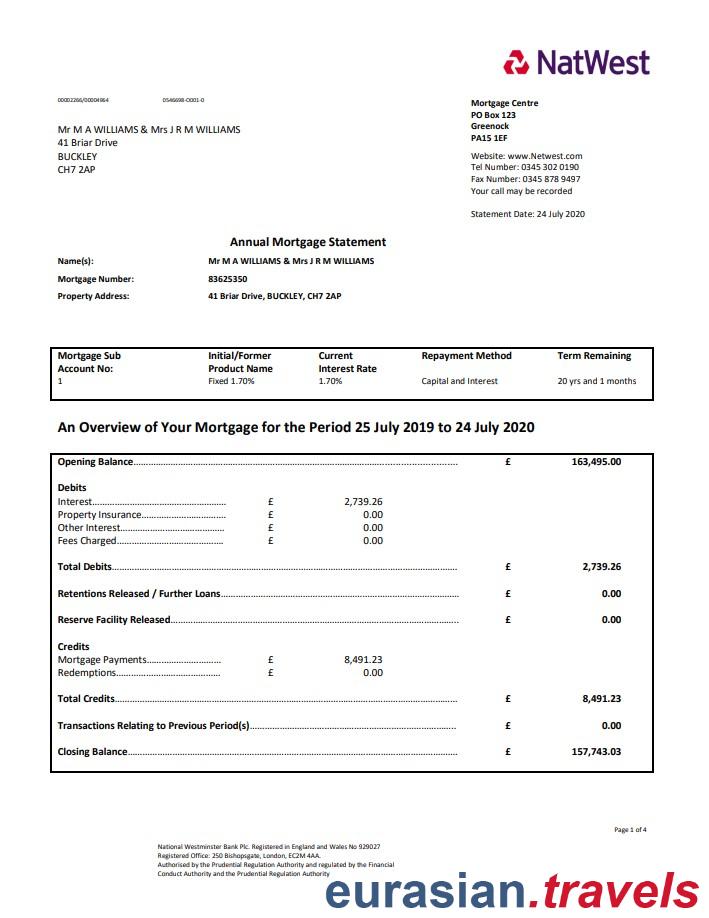 NatWest
00002266/00004964 0546698-O001-0
Mortgage Centre
PO Box 123
Greenock
PA15 1EF
Mr M A WILLIAMS & Mrs J R M WILLIAMS
41 Briar Drive
BUCKLEY
CH7 2AP
Website: www.Netwest.com
Tel Number: 0345 302 0190
Fax Number: 0345 878 9497
Your call may be recorded
Statement Date: 24 July 2020
Annual Mortgage Statement
Name(s): Mr M A WILLIAMS & Mrs J R M WILLIAMS
Mortgage Number: 83625350
Property Address: 41 Briar Drive, BUCKLEY, CH7 2AP
Mortgage Sub Initial/Former Current Repayment Method Term Remaining
Account No: Product Name Interest Rate
1 Fixed 1.70% 1.70% Capital and Interest 20 yrs and 1 months
An Overview of Your Mortgage for the Period 25 July 2019 to 24 July 2020
Opening Balance........ £ 163,495.00
Debits
Interest........ £ 2,739.26
Property Insurance........ £ 0.00
Other Interest........ £ 0.00
Fees Charged........ £ 0.00
Total Debits........ £ 2,739.26
Retentions Released / Further Loans........ £ 0.00
Reserve Facility Released........ £ 0.00
Credits
Mortgage Payments........ £ 8,491.23
Redemptions........ £ 0.00
Total Credits........ £ 8,491.23
Transactions Relating to Previous Period(s)........ £ 0.00
Closing Balance........ £ 157,743.03
Page 1 of 4
National Westminster Bank Plc. Registered in England and Wales No 929027
Registered Office: 250 Bishopsgate, London, EC2M 4AA.
Authorised by the Prudential Regulation Authority and regulated by the Financial
Conduct Authority and the Prudential Regulation Authority
eurasian.travels